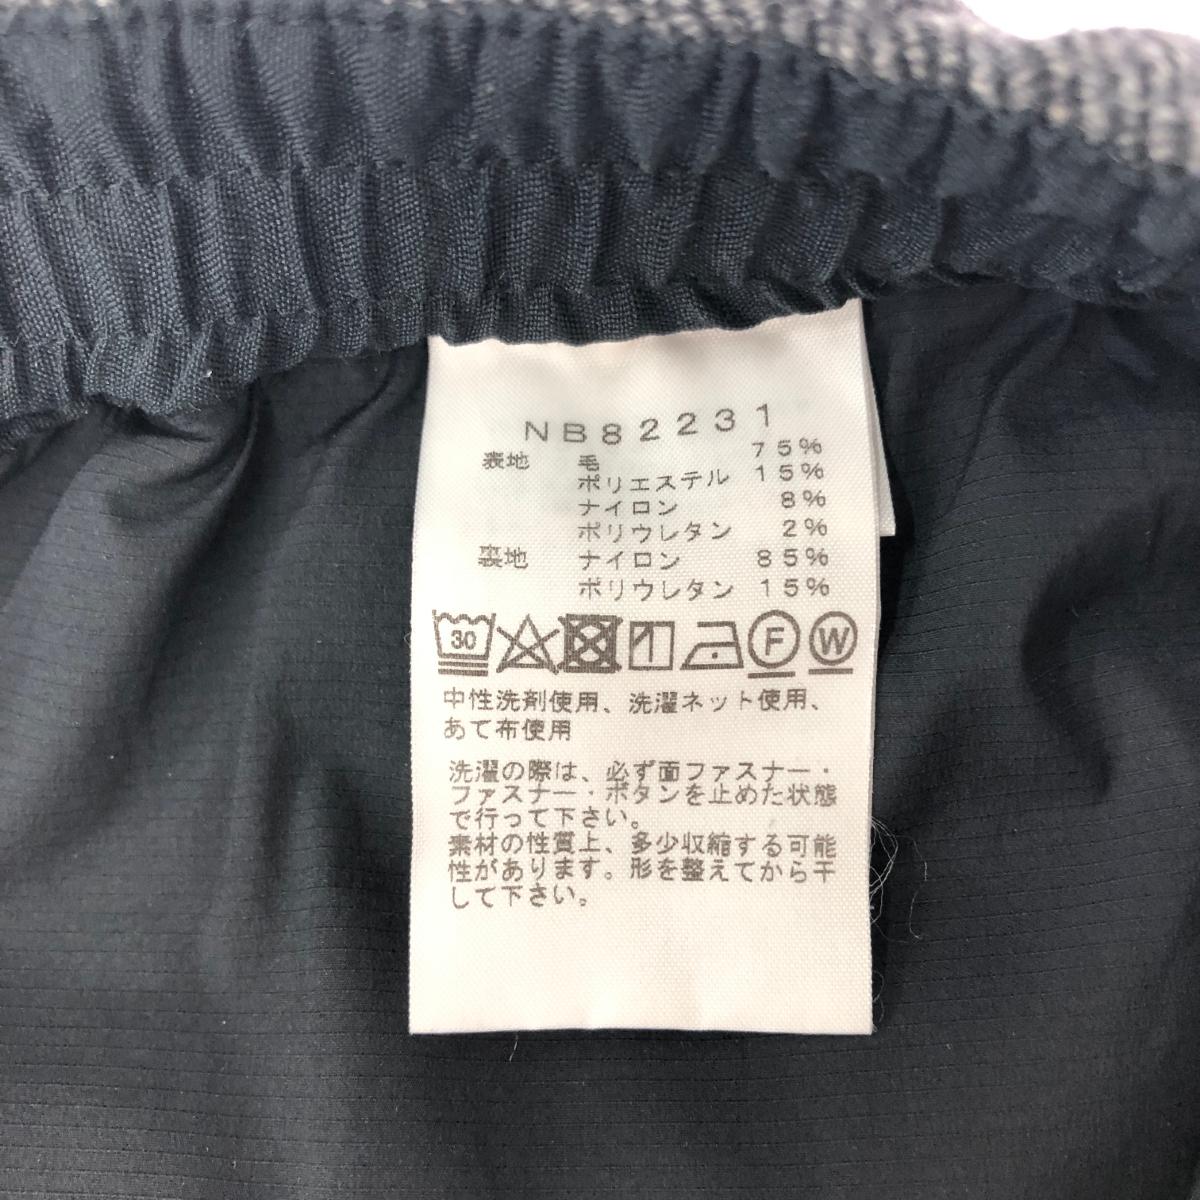 NB82231
表地 毛 75%
ポリエステル 15%
ナイロン 8%
ポリウレタン 2%
裏地 ナイロン 85%
ポリウレタン 15%
30 F W
中性洗剤使用、洗濯ネット使用、
あて布使用
洗濯の際は、必ず面ファスナー・
ファスナー・ボタンを止めた状態
で行って下さい。
素材の性質上、多少収縮する可能
性があります。形を整えてから干
して下さい。